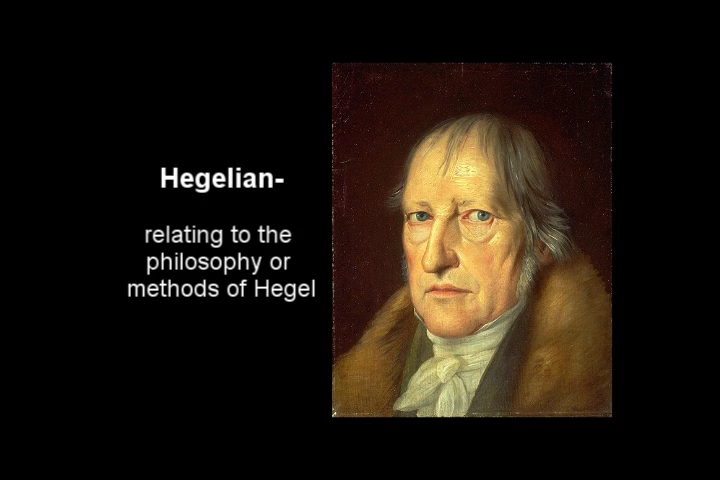 Hegelian-
relating to the
philosophy or
methods of Hegel